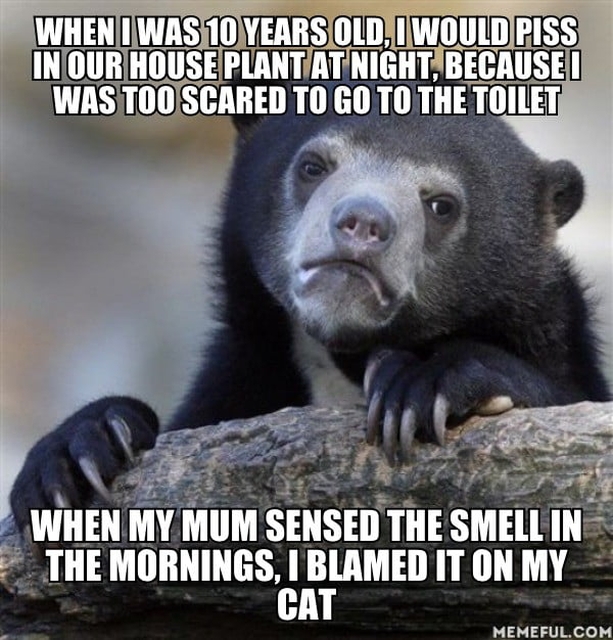 WHEN I WAS 10 YEARS OLD, I WOULD PISS
IN OUR HOUSE PLANT AT NIGHT, BECAUSE I
WAS TOO SCARED TO GO TO THE TOILET
WHEN MY MUM SENSED THE SMELL IN
THE MORNINGS, I BLAMED IT ON MY
CAT
MEMEFUL.COM